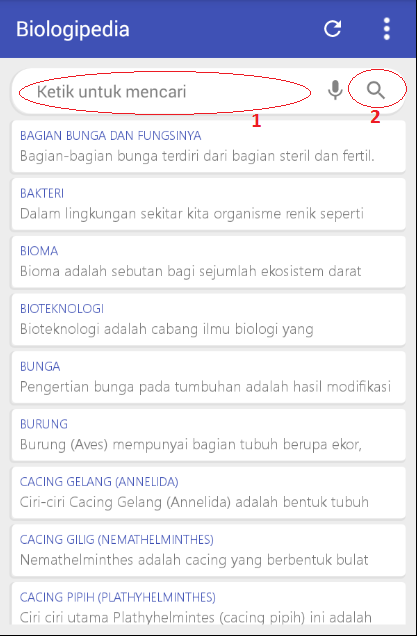 Biologipedia
Ketik untuk mencari
1
2
BAGIAN BUNGA DAN FUNGSINYA
Bagian-bagian bunga terdiri dari bagian steril dan fertil.
BAKTERI
Dalam lingkungan sekitar kita organisme renik seperti
BIOMA
Bioma adalah sebutan bagi sejumlah ekosistem darat
BIOTEKNOLOGI
Bioteknologi adalah cabang ilmu biologi yang
BUNGA
Pengertian bunga pada tumbuhan adalah hasil modifikasi
BURUNG
Burung (Aves) mempunyai bagian tubuh berupa ekor,
CACING GELANG (ANNELIDA)
Ciri-ciri Cacing Gelang (Annelida) adalah bentuk tubuh
CACING GILIG (NEMATHELMINTHES)
Nemathelminthes adalah cacing yang berbentuk bulat
CACING PIPIH (PLATHYHELMINTHES)
Ciri ciri utama Plathyhelmintes (cacing pipih) ini adalah